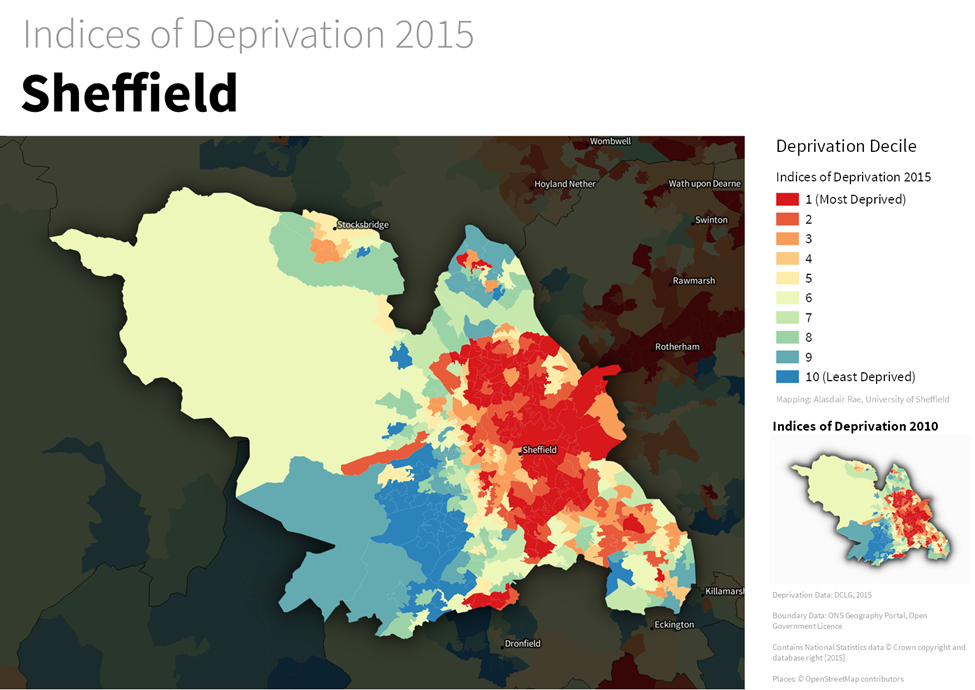 Indices of Deprivation 2015
Sheffield
Wombwell
Hoyland Nether
Wath upon Dearne
Swinton
Stocksbridge
Rawmarsh
Rotherham
Sheffield
Killamarsh
Eckington
Dronfield
Deprivation Decile
Indices of Deprivation 2015
1 (Most Deprived)
2
3
4
5
6
7
8
9
10 (Least Deprived)
Mapping: Alasdair Rae, University of Sheffield
Indices of Deprivation 2010
Deprivation Data: DCLG, 2015
Boundary Data: ONS Geography Portal, Open
Government Licence
Contains National Statistics data © Crown copyright and
database right [2015]
Places: © OpenStreetMap contributors